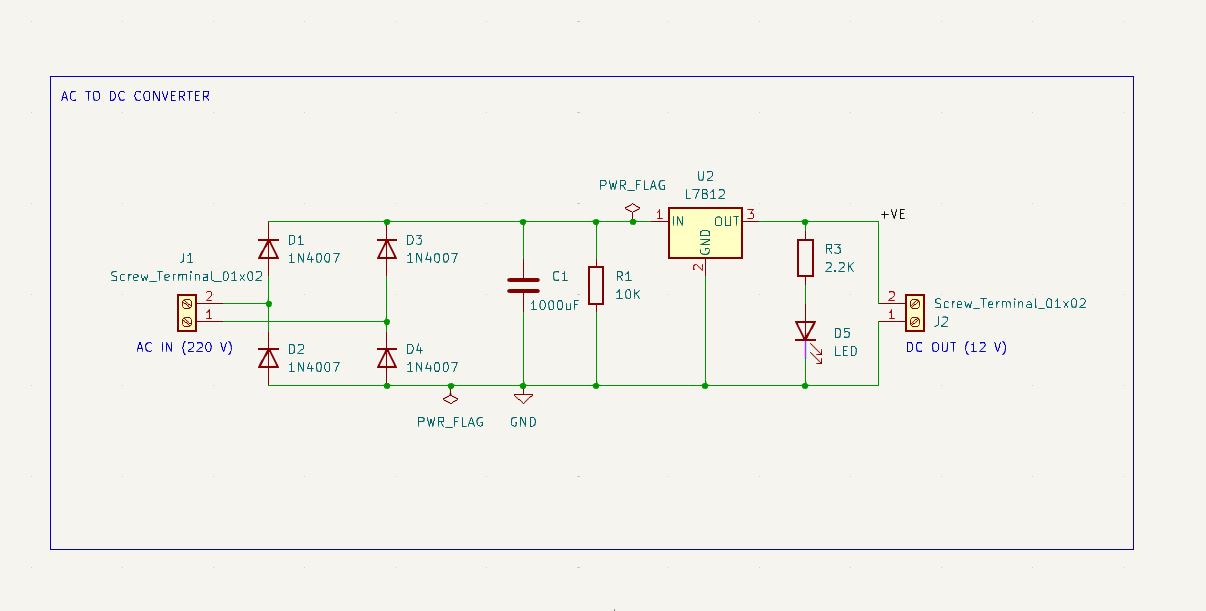 AC TO DC CONVERTER
U2
L7812
PWR_FLAG
1
IN
OUT
3
GND
2
+VE
D1
1N4007
D3
1N4007
J1
Screw_Terminal_01x02
2
1
AC IN (220 V)
C1
1000uF
R1
10K
R3
2.2K
2
1
Screw_Terminal_01x02
J2
DC OUT (12 V)
D2
1N4007
D4
1N4007
D5
LED
PWR_FLAG
GND